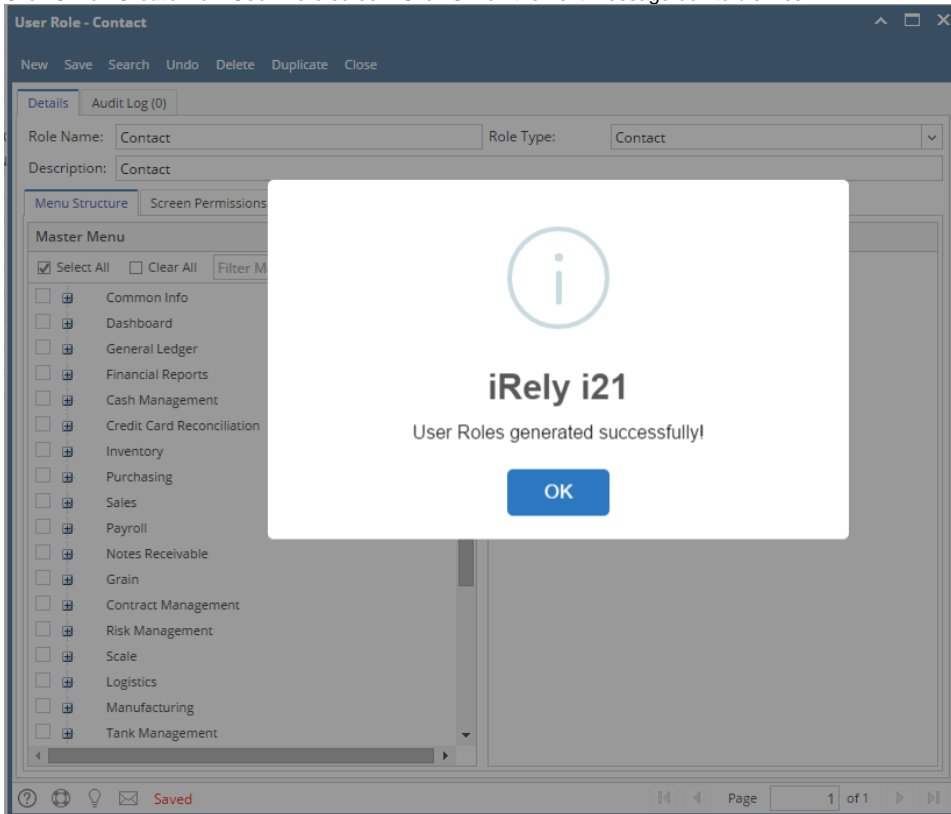 User Role - Contact
New Save Search Undo Delete Duplicate Close
Details Audit Log (0)
Role Name: Contact Role Type: Contact
Description: Contact
Menu Structure Screen Permissions
Master Menu
Select All Clear All Filter M
Common Info
Dashboard
General Ledger
Financial Reports
Cash Management
Credit Card Reconciliation
Inventory
Purchasing
Sales
Payroll
Notes Receivable
Grain
Contract Management
Risk Management
Scale
Logistics
Manufacturing
Tank Management
i
iRely i21
User Roles generated successfully!
OK
Saved Page 1 of 1